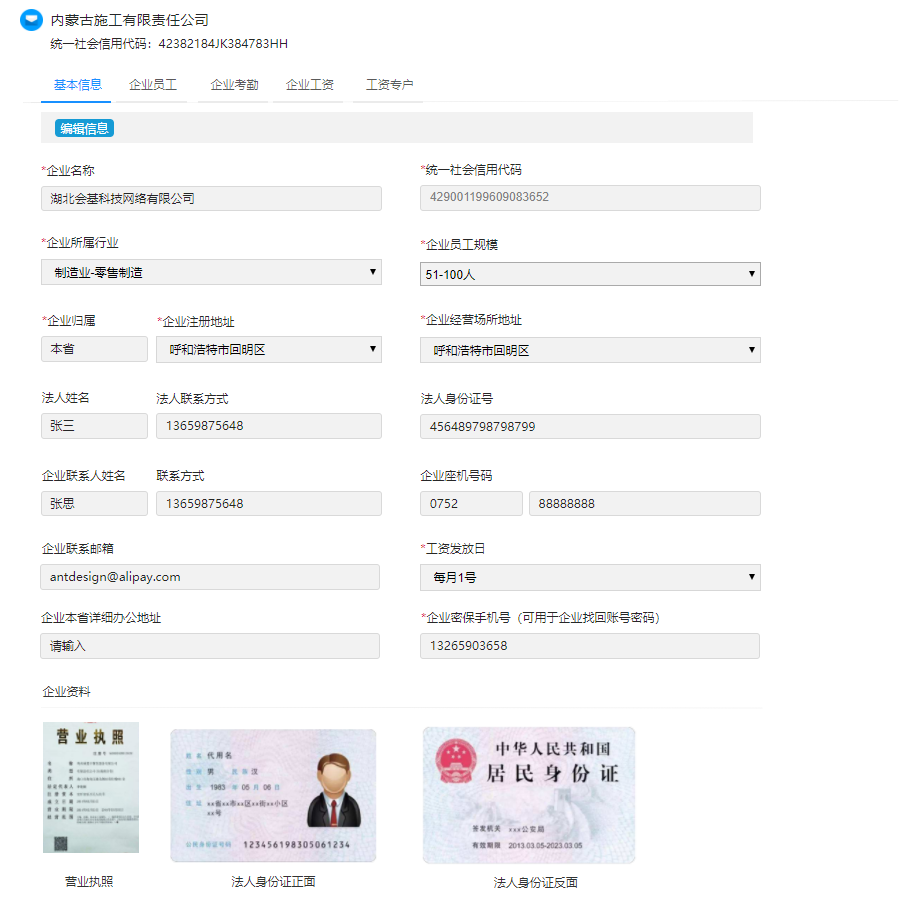 内蒙古施工有限责任公司
统一社会信用代码：42382184JK384783HH
基本信息 企业员工 企业考勤 企业工资 工资专户
编辑信息
*企业名称 *统一社会信用代码
湖北会基科技网络有限公司 429001199609083652
*企业所属行业 *企业员工规模
制造业-零售制造 51-100人
*企业归属 *企业注册地址 *企业经营场所地址
本省 呼和浩特市回明区 呼和浩特市回明区
法人姓名 法人联系方式 法人身份证号
张三 13659875648 456489798798799
企业联系人姓名 联系方式 企业座机号码
张思 13659875648 0752 88888888
企业联系邮箱 *工资发放日
antdesign@alipay.com 每月1号
企业本省详细办公地址 *企业密保手机号（可用于企业找回账号密码）
请输入 13265903658
企业资料
营业执照
姓名 代用名
性别 男 民族 汉
出生 1983 年 05 月 06 日
住址 xx省xx市xx区xx街xx小区
xx号
公民身份证号码 123456198305061234
中华人民共和国
居民身份证
签发机关 xxx公安局
有效期限 2013.03.05-2023.03.05
营业执照 法人身份证正面 法人身份证反面